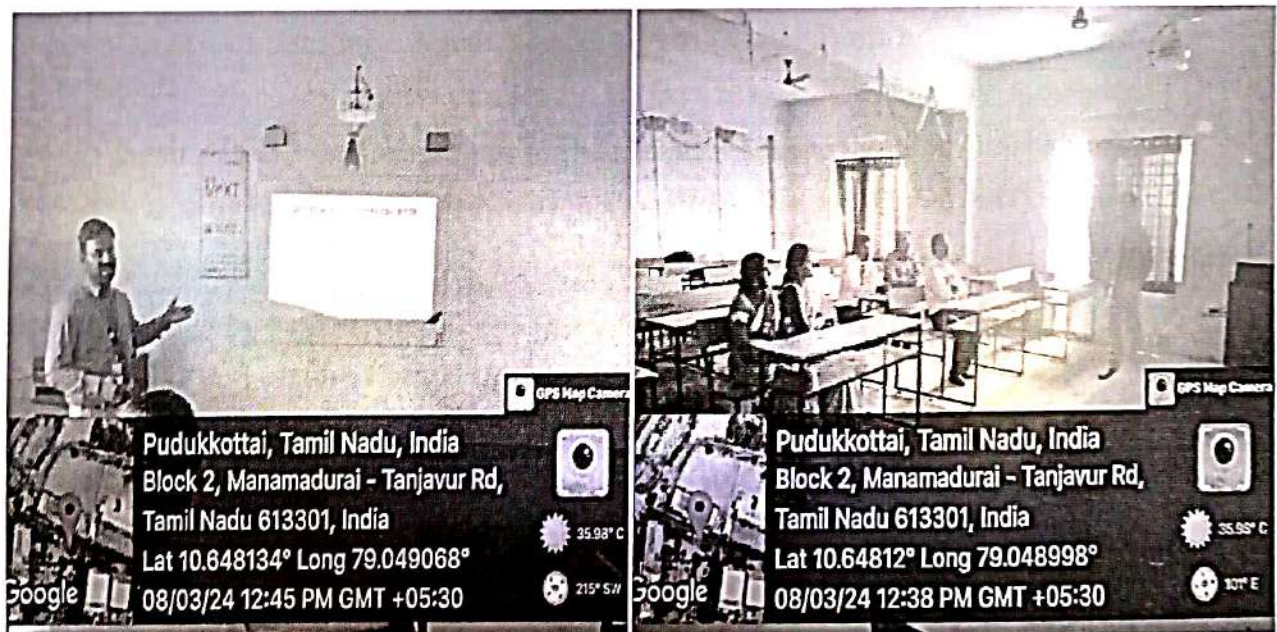 GPS Map Camera
Pudukkottai, Tamil Nadu, India
Block 2, Manamadurai - Tanjavur Rd,
Tamil Nadu 613301, India
Lat 10.648134° Long 79.049068°
08/03/24 12:45 PM GMT +05:30
35.98° C
215° SW
Google
GPS Map Camera
Pudukkottai, Tamil Nadu, India
Block 2, Manamadurai - Tanjavur Rd,
Tamil Nadu 613301, India
Lat 10.64812° Long 79.048998°
08/03/24 12:38 PM GMT +05:30
101° E
Google